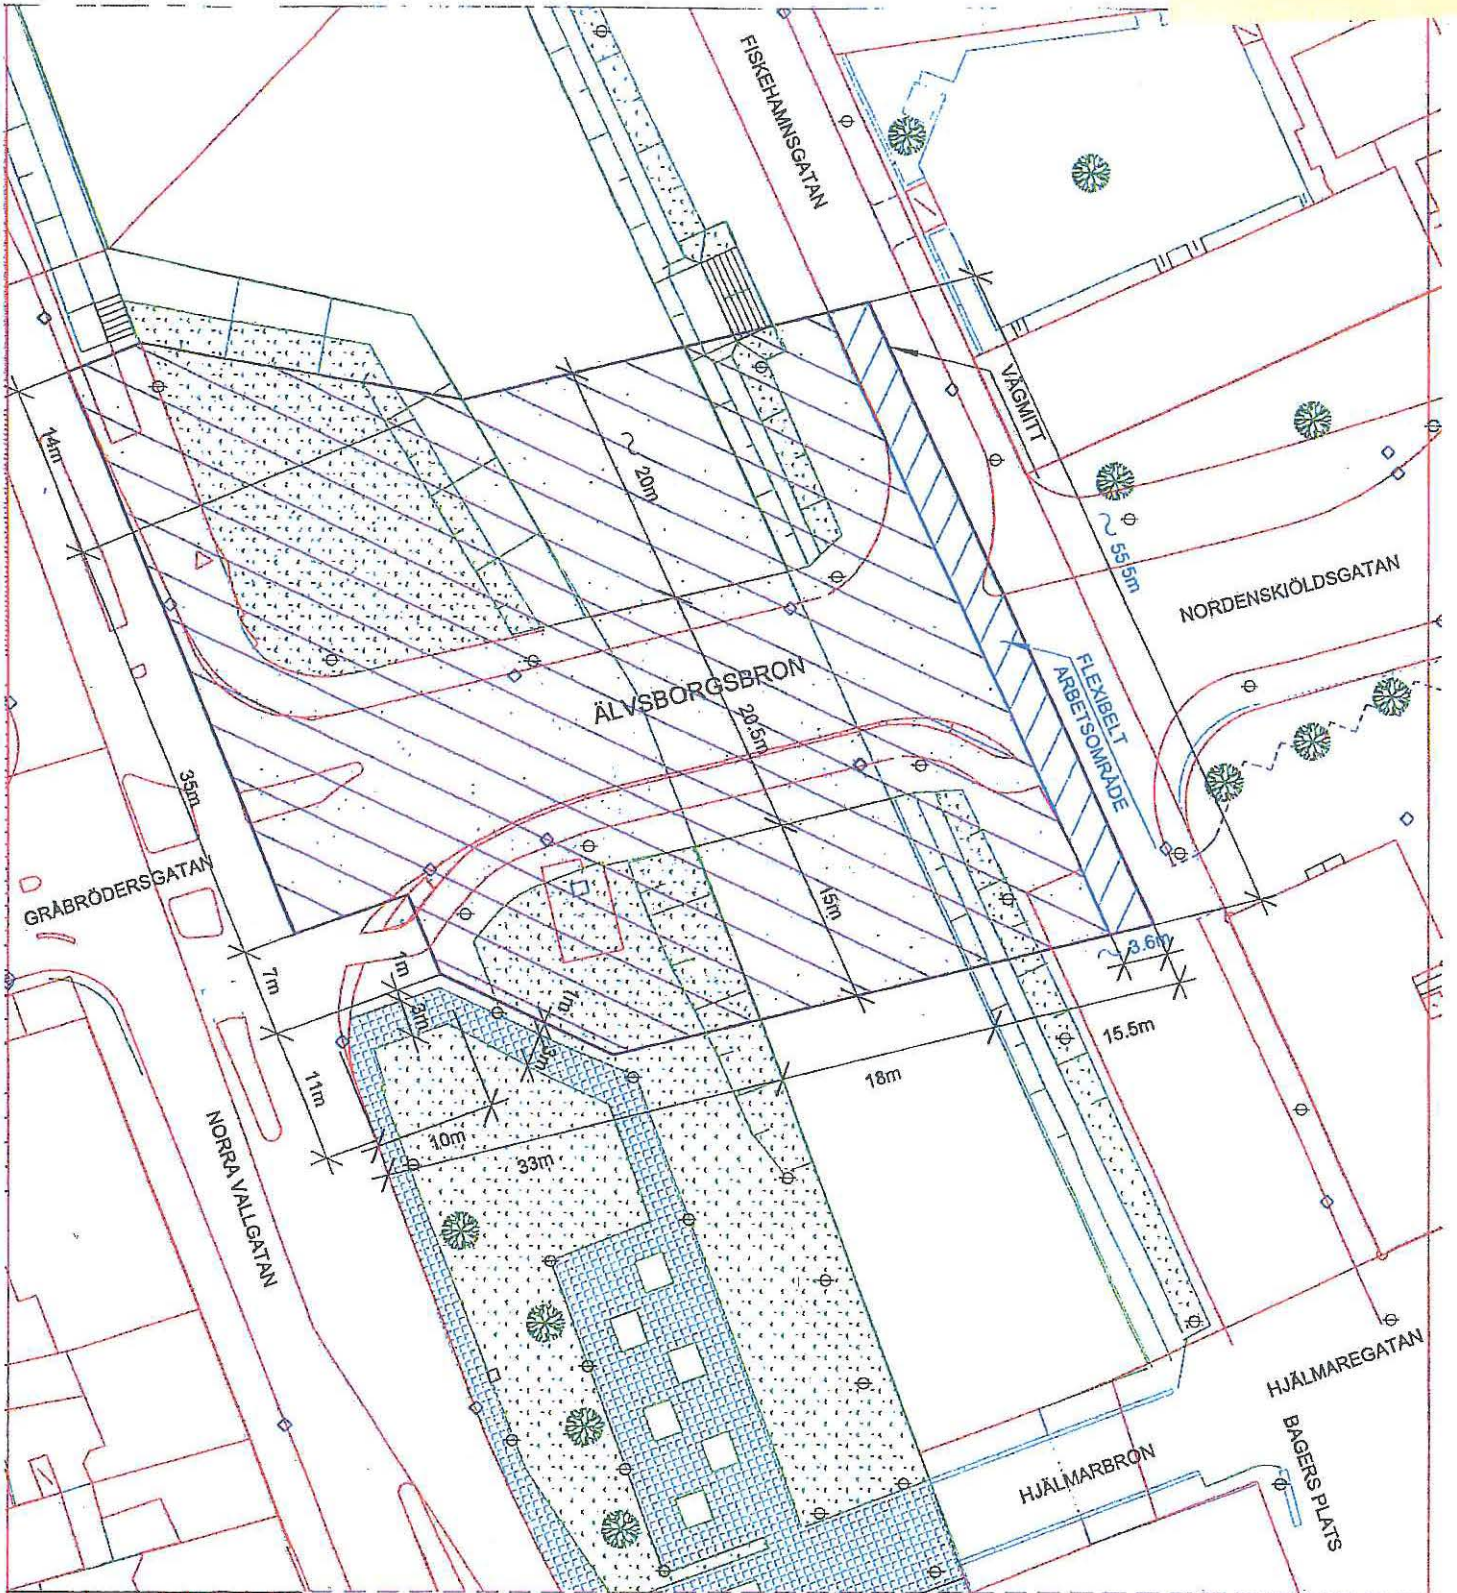 FISKEHAMNSGATAN
VÄGMITT
14m
~ 20m
~ 55.5m
NORDENSKIÖLDSGATAN
FLEXIBELT
ARBETSOMRÅDE
ÄLVSBORGSBRON
20.5m
35m
GRÅBRÖDERSGATAN
15m
~ 3.6m
7m
1m
3m
1m
3m
15.5m
18m
11m
10m
33m
NORRA VALLGATAN
HJÄLMAREGATAN
HJÄLMARBRON
BAGERS PLATS